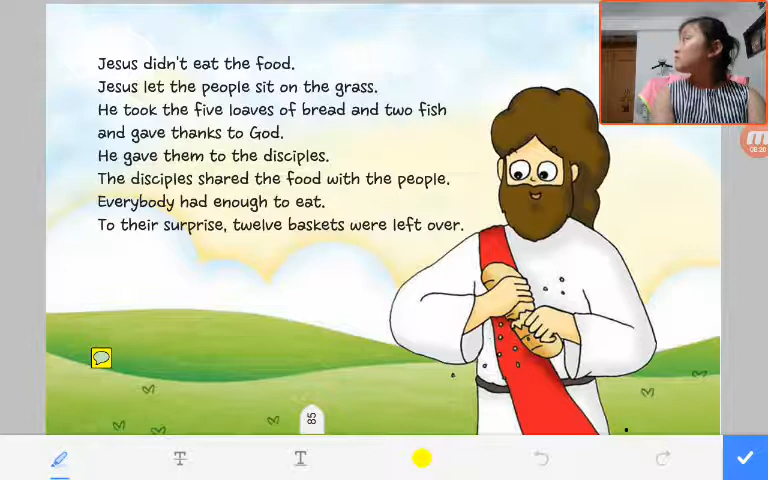 Jesus didn't eat the food.
Jesus let the people sit on the grass.
He took the five loaves of bread and two fish
and gave thanks to God.
He gave them to the disciples.
The disciples shared the food with the people.
Everybody had enough to eat.
To their surprise, twelve baskets were left over.
85
08:28